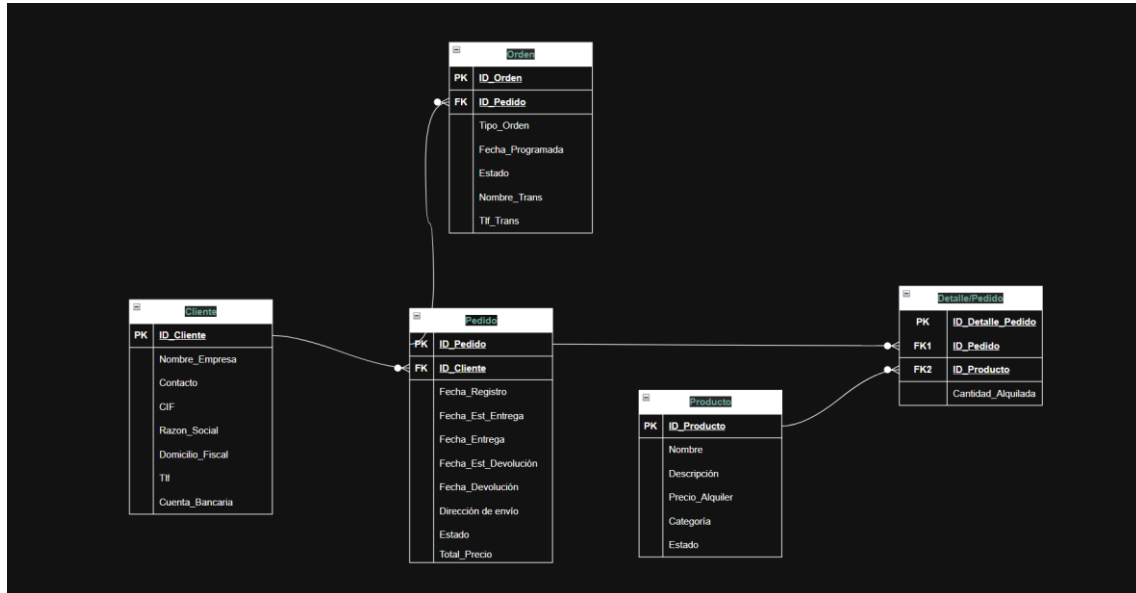 Orden
PK ID_Orden
FK ID_Pedido
Tipo_Orden
Fecha_Programada
Estado
Nombre_Trans
Tlf_Trans
Cliente
PK ID_Cliente
Nombre_Empresa
Contacto
CIF
Razon_Social
Domicilio_Fiscal
Tlf
Cuenta_Bancaria
Pedido
PK ID_Pedido
FK ID_Cliente
Fecha_Registro
Fecha_Est_Entrega
Fecha_Entrega
Fecha_Est_Devolución
Fecha_Devolución
Dirección de envío
Estado
Total_Precio
Producto
PK ID_Producto
Nombre
Descripción
Precio_Alquiler
Categoría
Estado
Detalle/Pedido
PK ID_Detalle_Pedido
FK1 ID_Pedido
FK2 ID_Producto
Cantidad_Alquilada